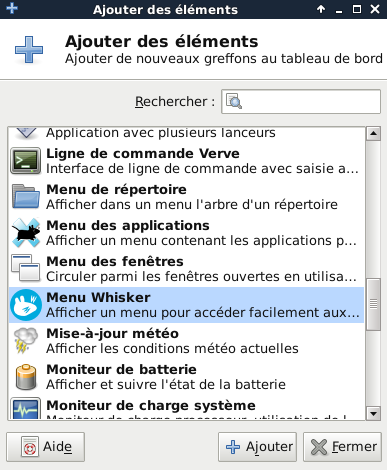 Ajouter des éléments
Ajouter des éléments
Ajouter de nouveaux greffons au tableau de bord
Rechercher :
Application avec plusieurs lanceurs
Ligne de commande Verve
Interface de ligne de commande avec saisie a...
Menu de répertoire
Afficher dans un menu l'arbre d'un répertoire
Menu des applications
Afficher un menu contenant les applications p...
Menu des fenêtres
Circuler parmi les fenêtres ouvertes en utilisa...
Menu Whisker
Afficher un menu pour accéder facilement aux...
Mise-à-jour météo
Afficher les conditions météo actuelles
Moniteur de batterie
Afficher et suivre l'état de la batterie
Moniteur de charge système
Aide
Ajouter
Fermer